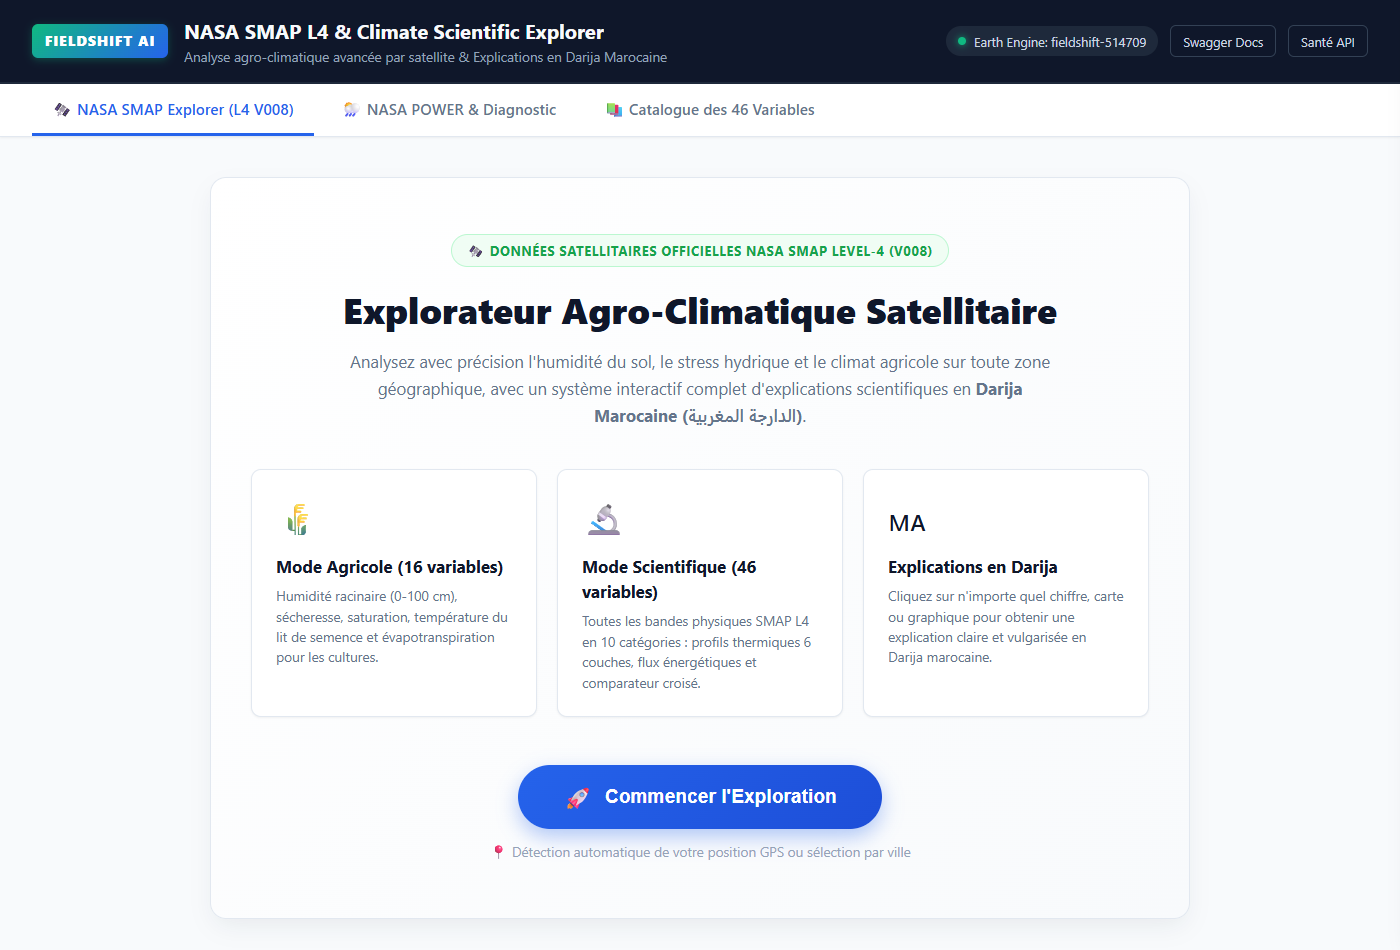 FIELDSHIFT AI
NASA SMAP L4 & Climate Scientific Explorer
Analyse agro-climatique avancée par satellite & Explications en Darija Marocaine
Earth Engine: fieldshift-514709
Swagger Docs
Santé API
NASA SMAP Explorer (L4 V008)
NASA POWER & Diagnostic
Catalogue des 46 Variables
DONNÉES SATELLITAIRES OFFICIELLES NASA SMAP LEVEL-4 (V008)
Explorateur Agro-Climatique Satellitaire
Analysez avec précision l'humidité du sol, le stress hydrique et le climat agricole sur toute zone
géographique, avec un système interactif complet d'explications scientifiques en Darija
Marocaine (الدارجة المغربية).
Mode Agricole (16 variables)
Humidité racinaire (0-100 cm),
sécheresse, saturation, température du
lit de semence et évapotranspiration
pour les cultures.
Mode Scientifique (46
variables)
Toutes les bandes physiques SMAP L4
en 10 catégories : profils thermiques 6
couches, flux énergétiques et
comparateur croisé.
MA
Explications en Darija
Cliquez sur n'importe quel chiffre, carte
ou graphique pour obtenir une
explication claire et vulgarisée en
Darija marocaine.
Commencer l'Exploration
Détection automatique de votre position GPS ou sélection par ville